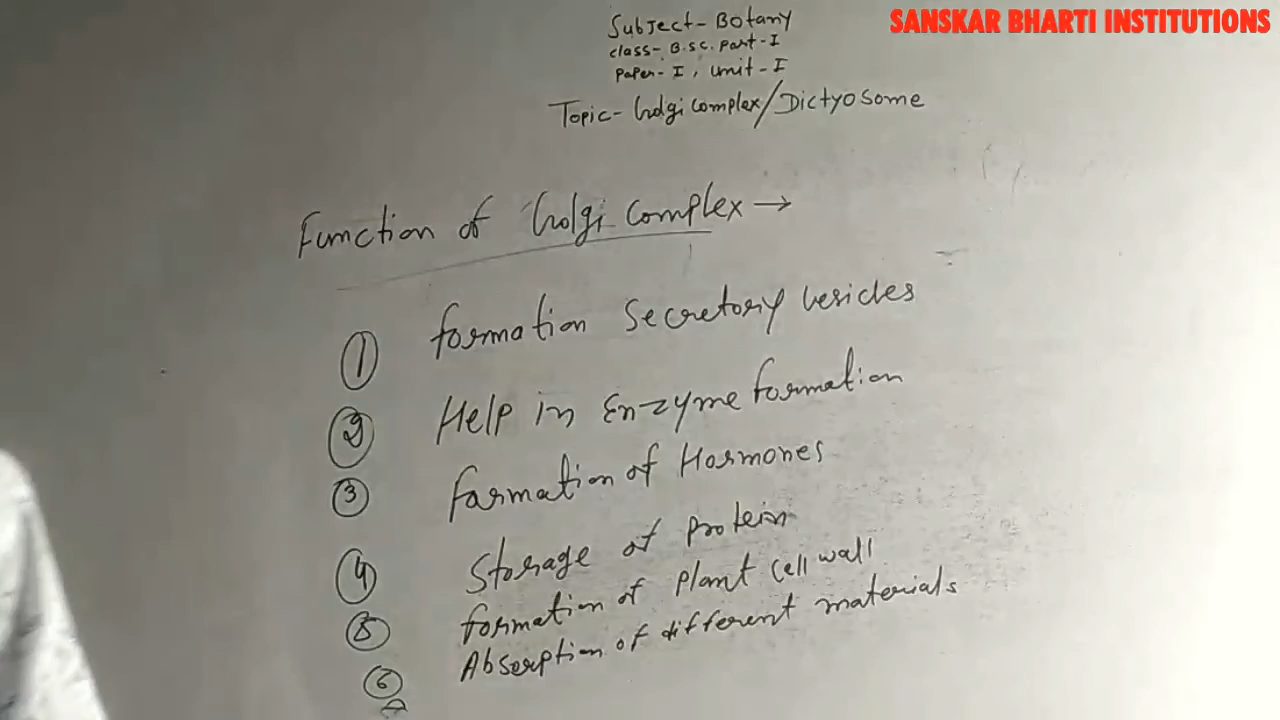 SANSKAR BHARTI INSTITUTIONS
Subject- Botany
class- B.sc. part-I
paper-I, unit-I
Topic- Golgi complex/Dictyosome
Function of Golgi complex →
① formation Secretory vesicles
② Help in Enzyme formation
③ formation of Hormones
④ Storage of protein
⑤ formation of plant cell wall
⑥ Absorption of different materials